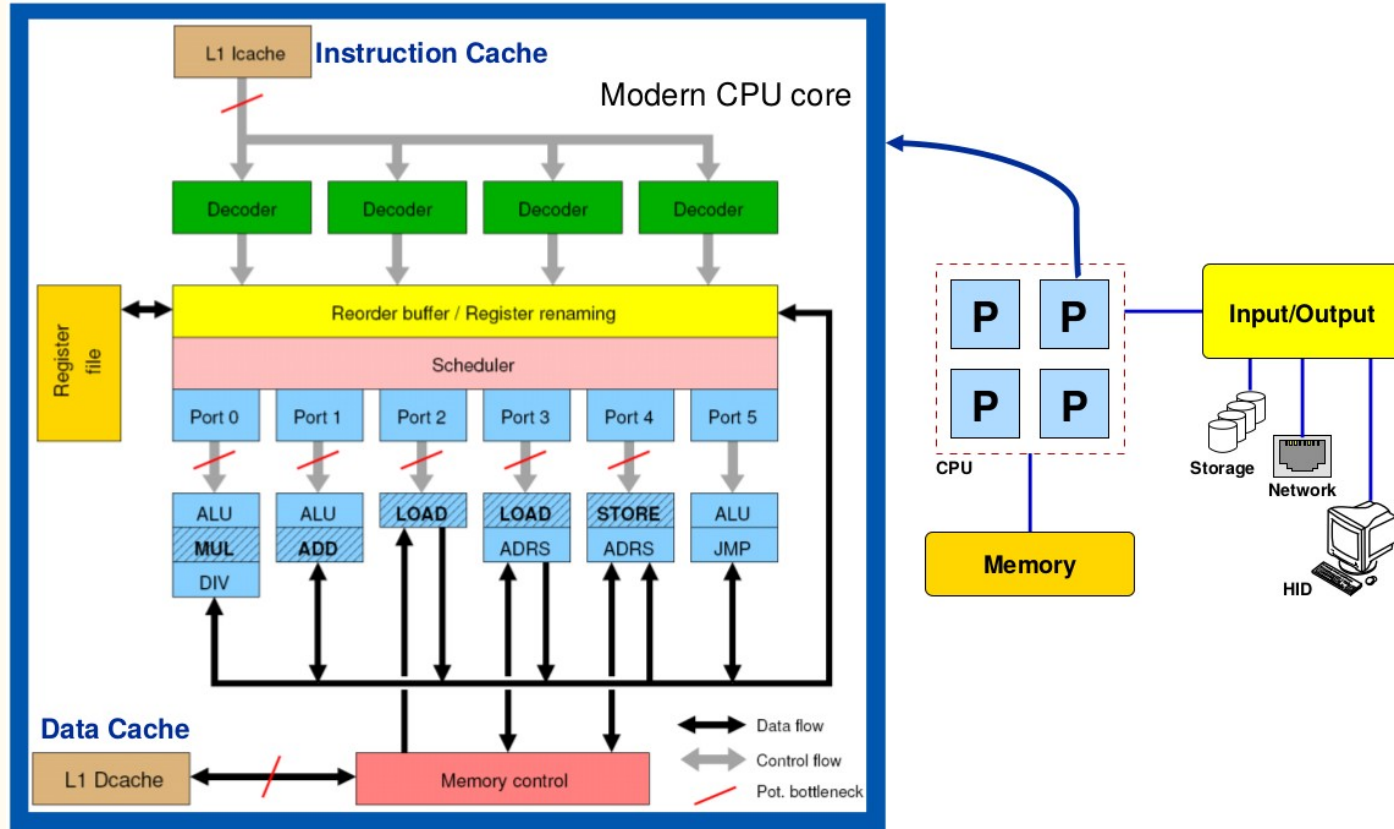 L1 Icache
Instruction Cache
Modern CPU core
Decoder
Decoder
Decoder
Decoder
Register
file
Reorder buffer / Register renaming
Scheduler
Port 0
Port 1
Port 2
Port 3
Port 4
Port 5
ALU
MUL
DIV
ALU
ADD
LOAD
LOAD
ADRS
STORE
ADRS
ALU
JMP
Data Cache
L1 Dcache
Memory control
Data flow
Control flow
Pot. bottleneck
P
P
P
P
CPU
Memory
Input/Output
Storage
Network
HID